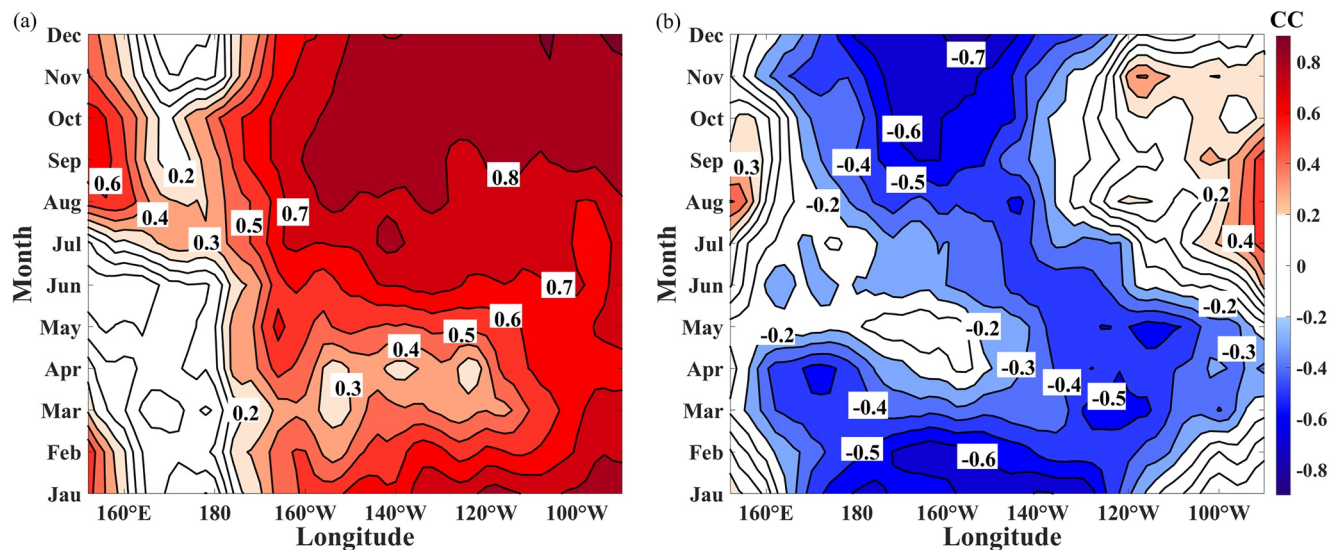 (a)
(b)
CC
Dec
Nov
Oct
Sep
Aug
Jul
Jun
May
Apr
Mar
Feb
Jau
Month
0.6
0.2
0.4
0.3
0.5
0.7
0.8
0.7
0.6
0.5
0.4
0.3
0.2
160°E 180 160°W 140°W 120°W 100°W
Longitude
Dec
Nov
Oct
Sep
Aug
Jul
Jun
May
Apr
Mar
Feb
Jau
Month
-0.7
-0.6
0.3
-0.4
-0.5
-0.2
0.2
0.4
-0.2
-0.2
-0.2
-0.3
-0.3
-0.4
-0.4
-0.5
-0.5
-0.6
160°E 180 160°W 140°W 120°W 100°W
Longitude
0.8
0.6
0.4
0.2
0
-0.2
-0.4
-0.6
-0.8